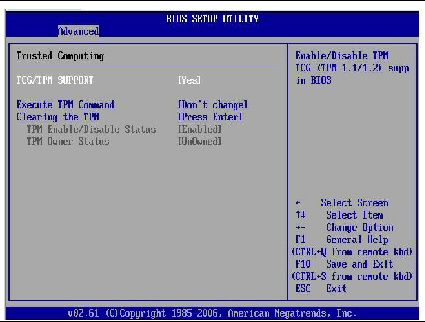 BIOS SETUP UTILITY
Advanced
Trusted Computing
TCG/TPM SUPPORT [Yes]
Execute TPM Command [Don't change]
Clearing the TPM [Press Enter]
TPM Enable/Disable Status [Enabled]
TPM Owner Status [UnOwned]
Enable/Disable TPM
TCG (TPM 1.1/1.2) supp
in BIOS
← Select Screen
↑↓ Select Item
+- Change Option
F1 General Help
(CTRL+Q from remote kbd)
F10 Save and Exit
(CTRL+S from remote kbd)
ESC Exit
v02.61 (C)Copyright 1985-2006, American Megatrends, Inc.